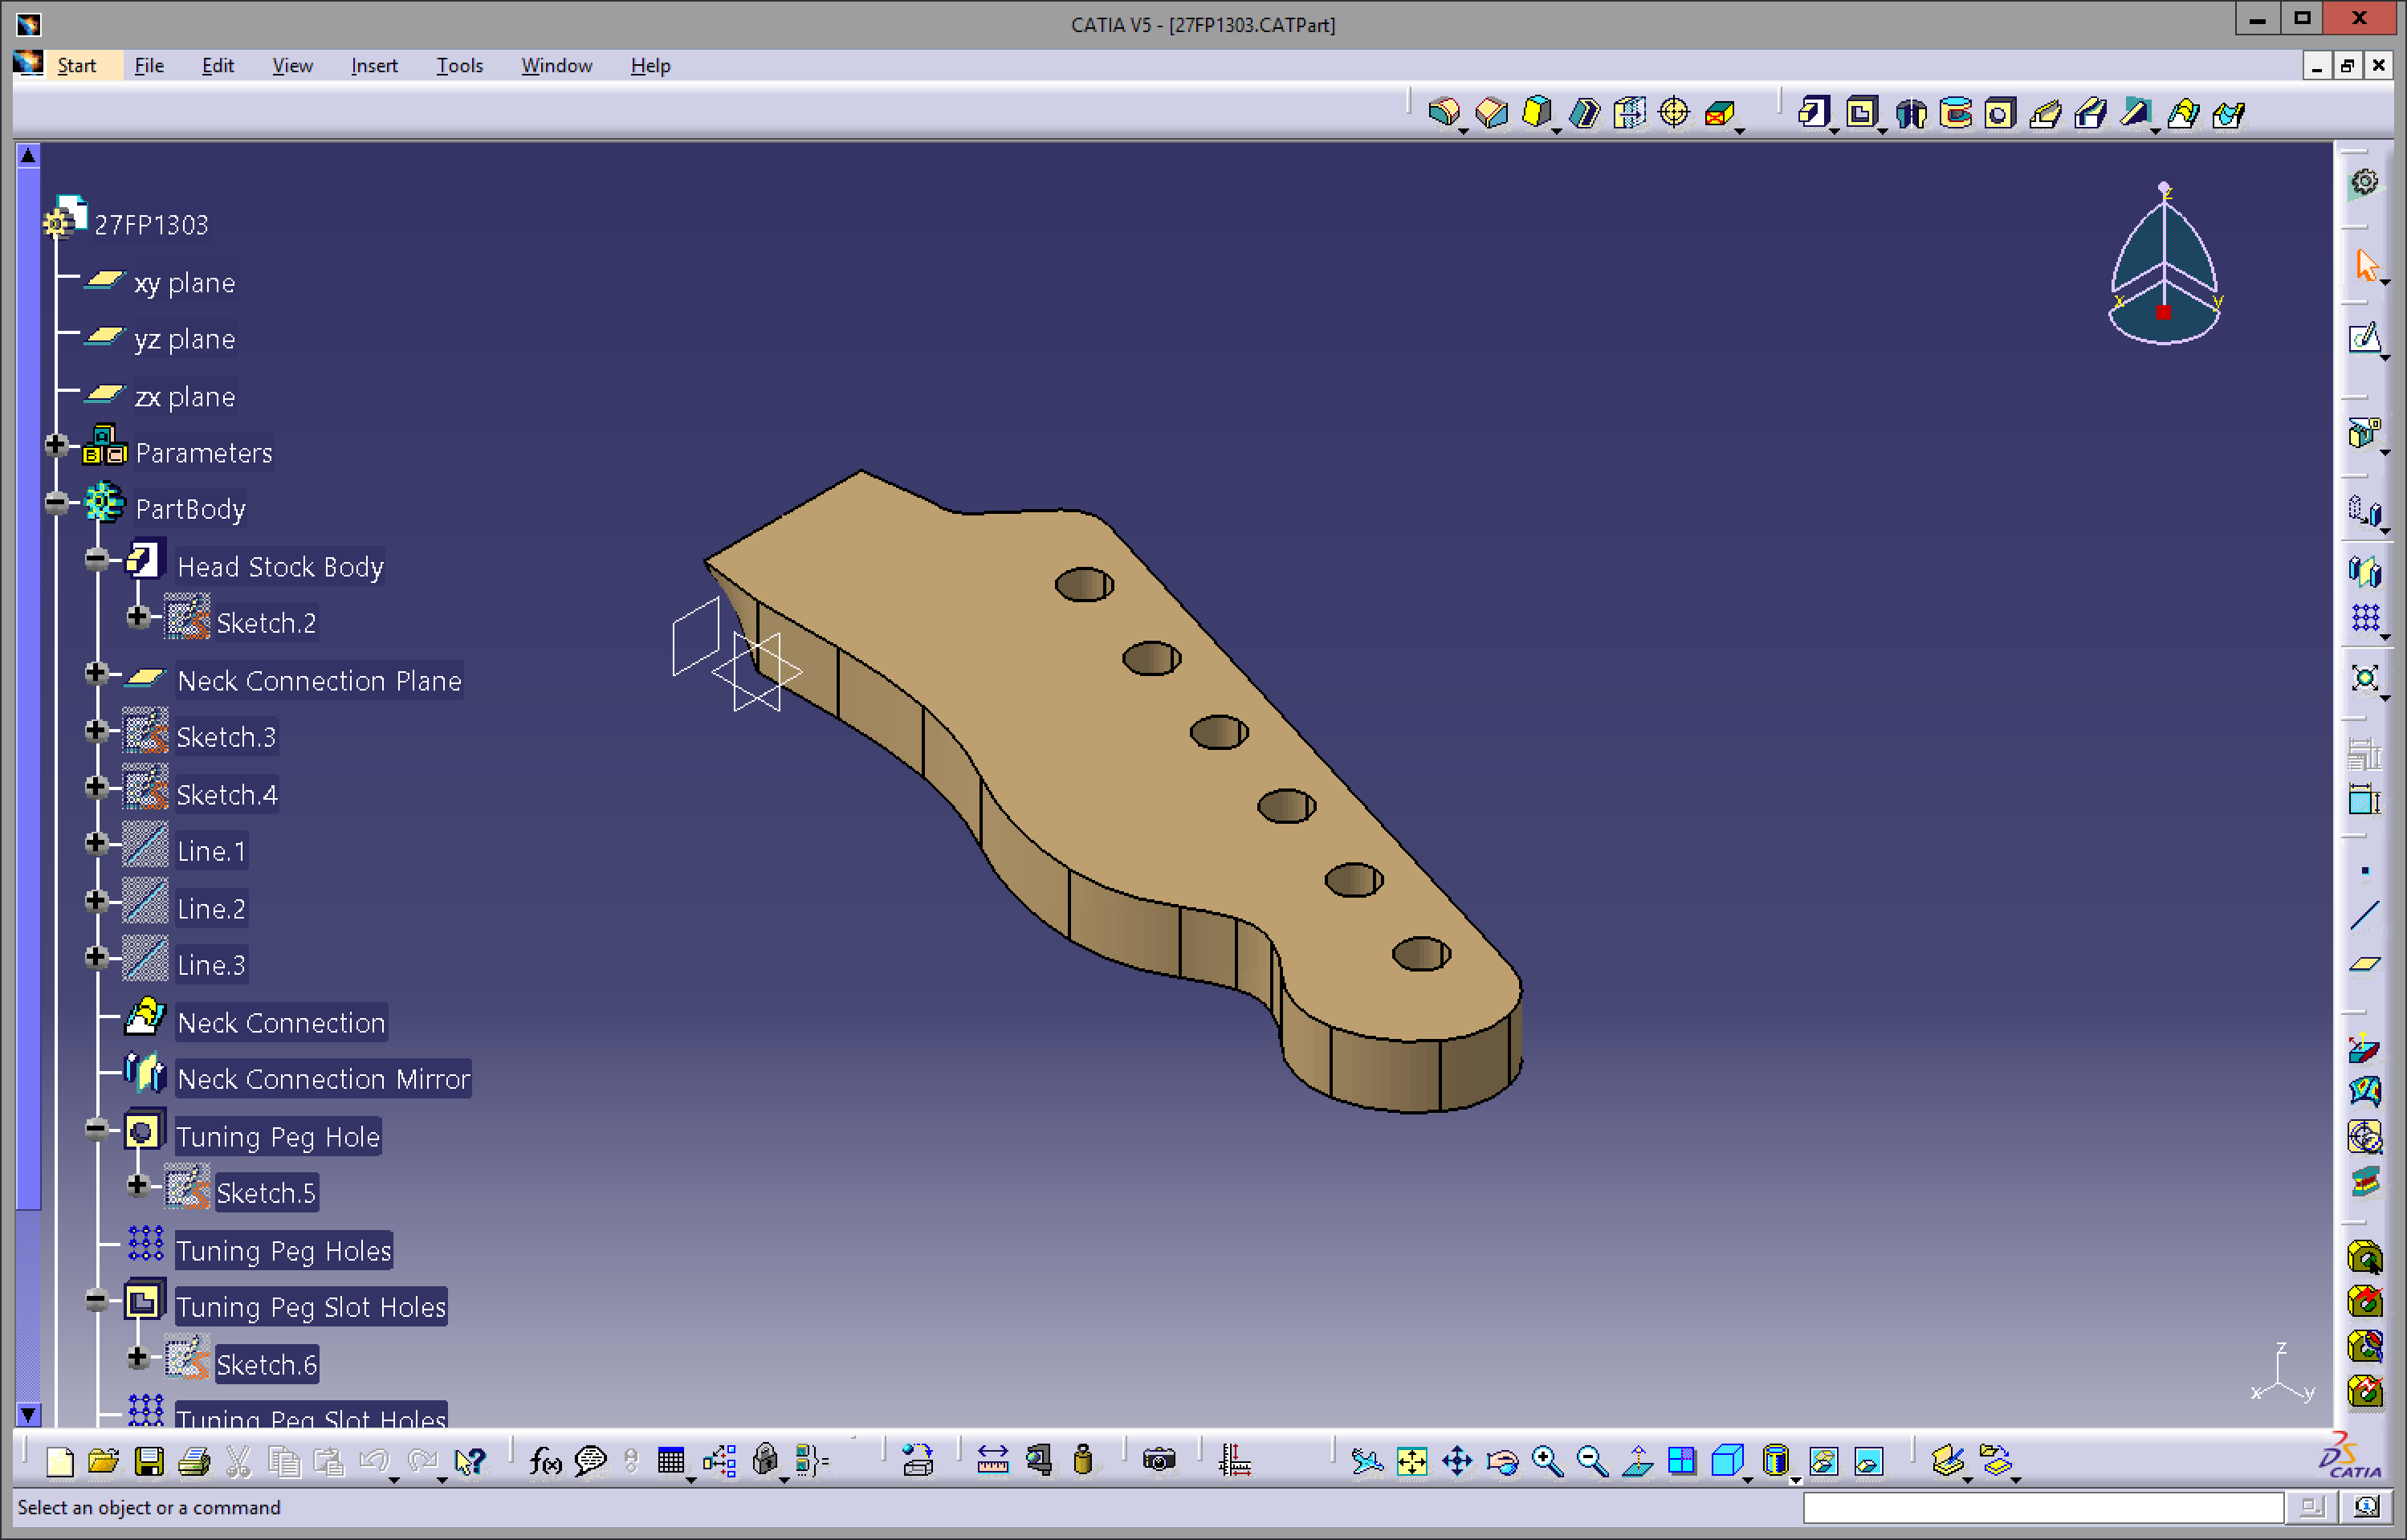 CATIA V5 - [27FP1303.CATPart]
Start File Edit View Insert Tools Window Help
27FP1303
xy plane
yz plane
zx plane
Parameters
PartBody
Head Stock Body
Sketch.2
Neck Connection Plane
Sketch.3
Sketch.4
Line.1
Line.2
Line.3
Neck Connection
Neck Connection Mirror
Tuning Peg Hole
Sketch.5
Tuning Peg Holes
Tuning Peg Slot Holes
Sketch.6
Tuning Peg Slot Holes
z
x y
z
x y
f(x)
DS CATIA
Select an object or a command